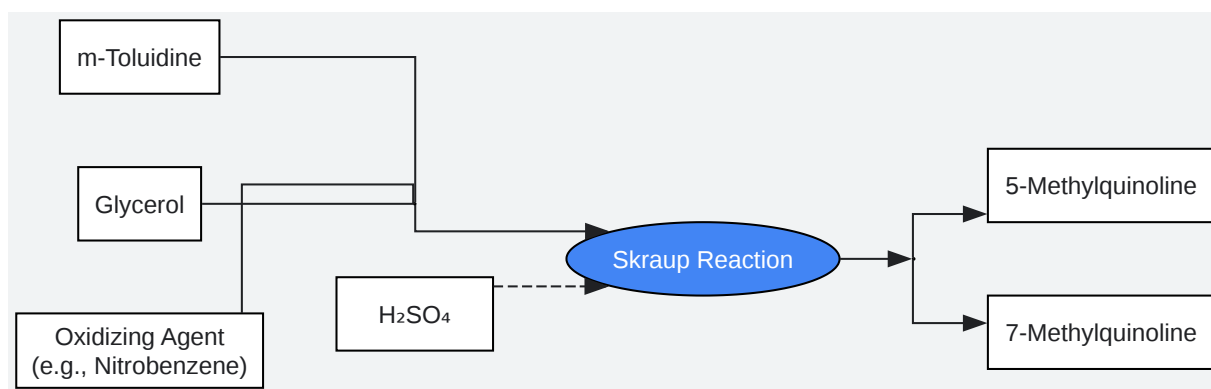 m-Toluidine
Glycerol
Oxidizing Agent
(e.g., Nitrobenzene)
H₂SO₄
Skraup Reaction
5-Methylquinoline
7-Methylquinoline